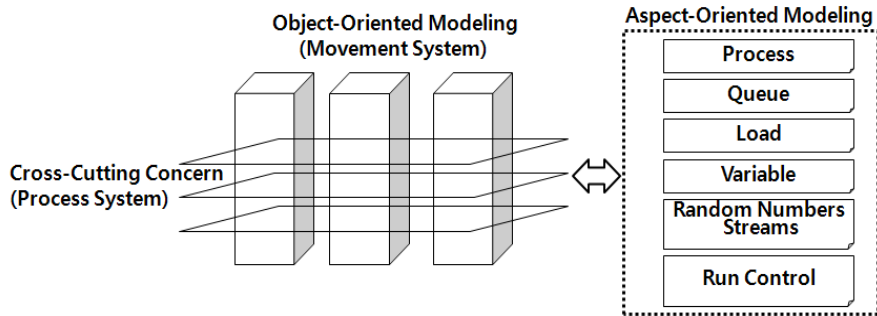 Object-Oriented Modeling
(Movement System)
Cross-Cutting Concern
(Process System)
Aspect-Oriented Modeling
Process
Queue
Load
Variable
Random Numbers
Streams
Run Control